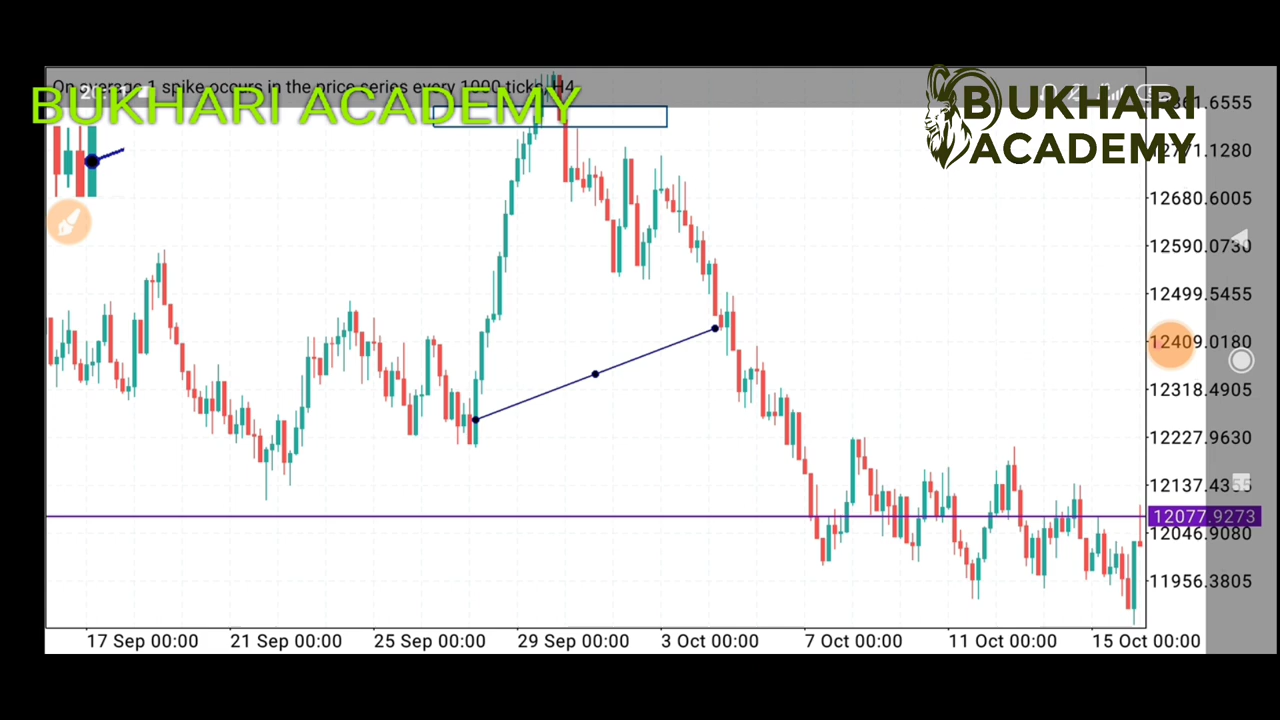 On average 1 spike occurs in the price series every 1000 ticks, H4
BUKHARI ACADEMY
BUKHARI
ACADEMY
12771.1280
12680.6005
12590.0730
12499.5455
12409.0180
12318.4905
12227.9630
12137.4355
12077.9273
12046.9080
11956.3805
17 Sep 00:00 21 Sep 00:00 25 Sep 00:00 29 Sep 00:00 3 Oct 00:00 7 Oct 00:00 11 Oct 00:00 15 Oct 00:00